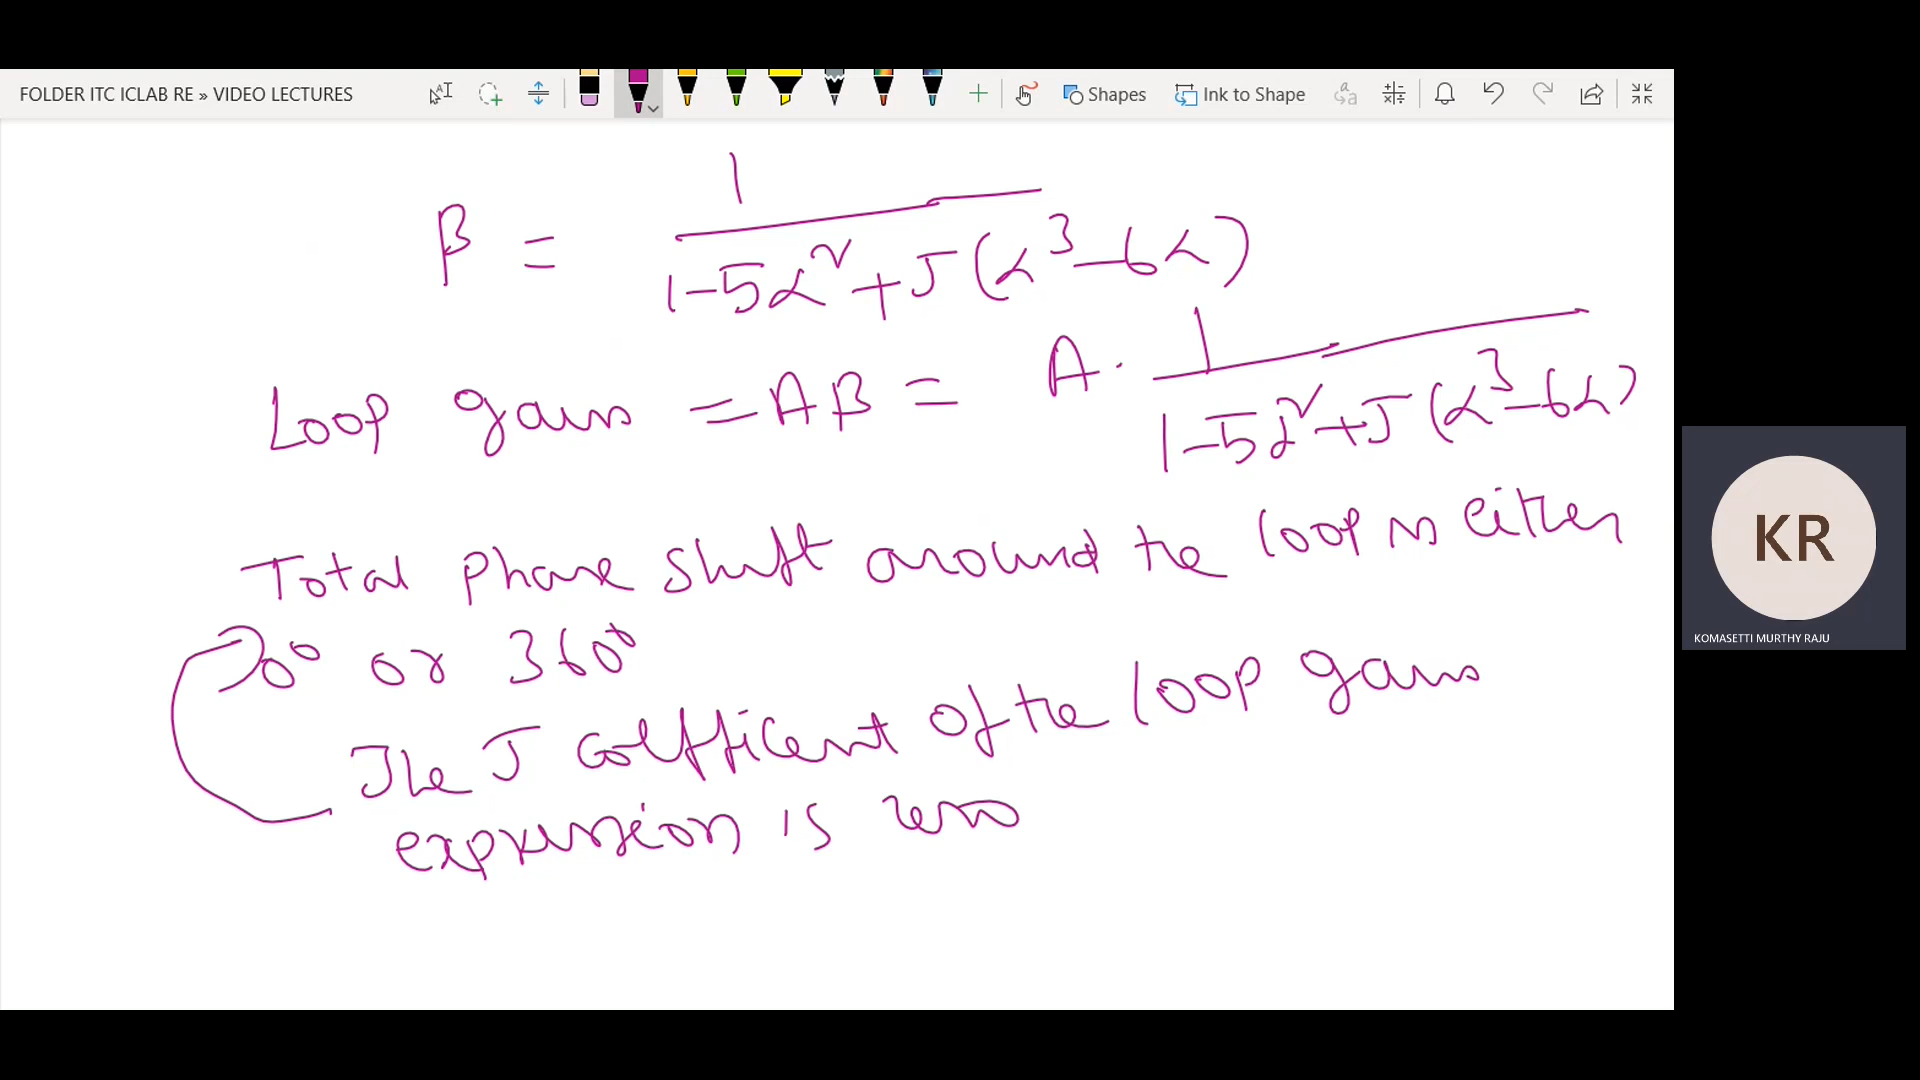 FOLDER ITC ICLAB RE » VIDEO LECTURES
Shapes
Ink to Shape
β = 1 / (1-5α²+J(α³-6α))
Loop gain = Aβ = A · 1 / (1-5α²+J(α³-6α))
Total phase shift around the loop is either
0° or 360°
The J coefficient of the loop gain
expression is zero
KR
KOMASETTI MURTHY RAJU